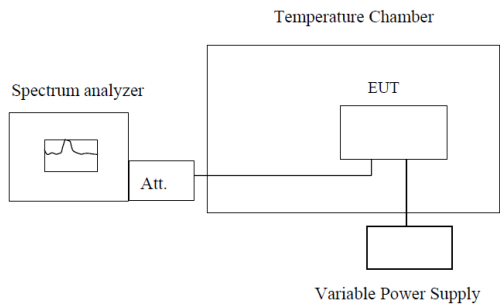 Temperature Chamber
Spectrum analyzer
EUT
Att.
Variable Power Supply